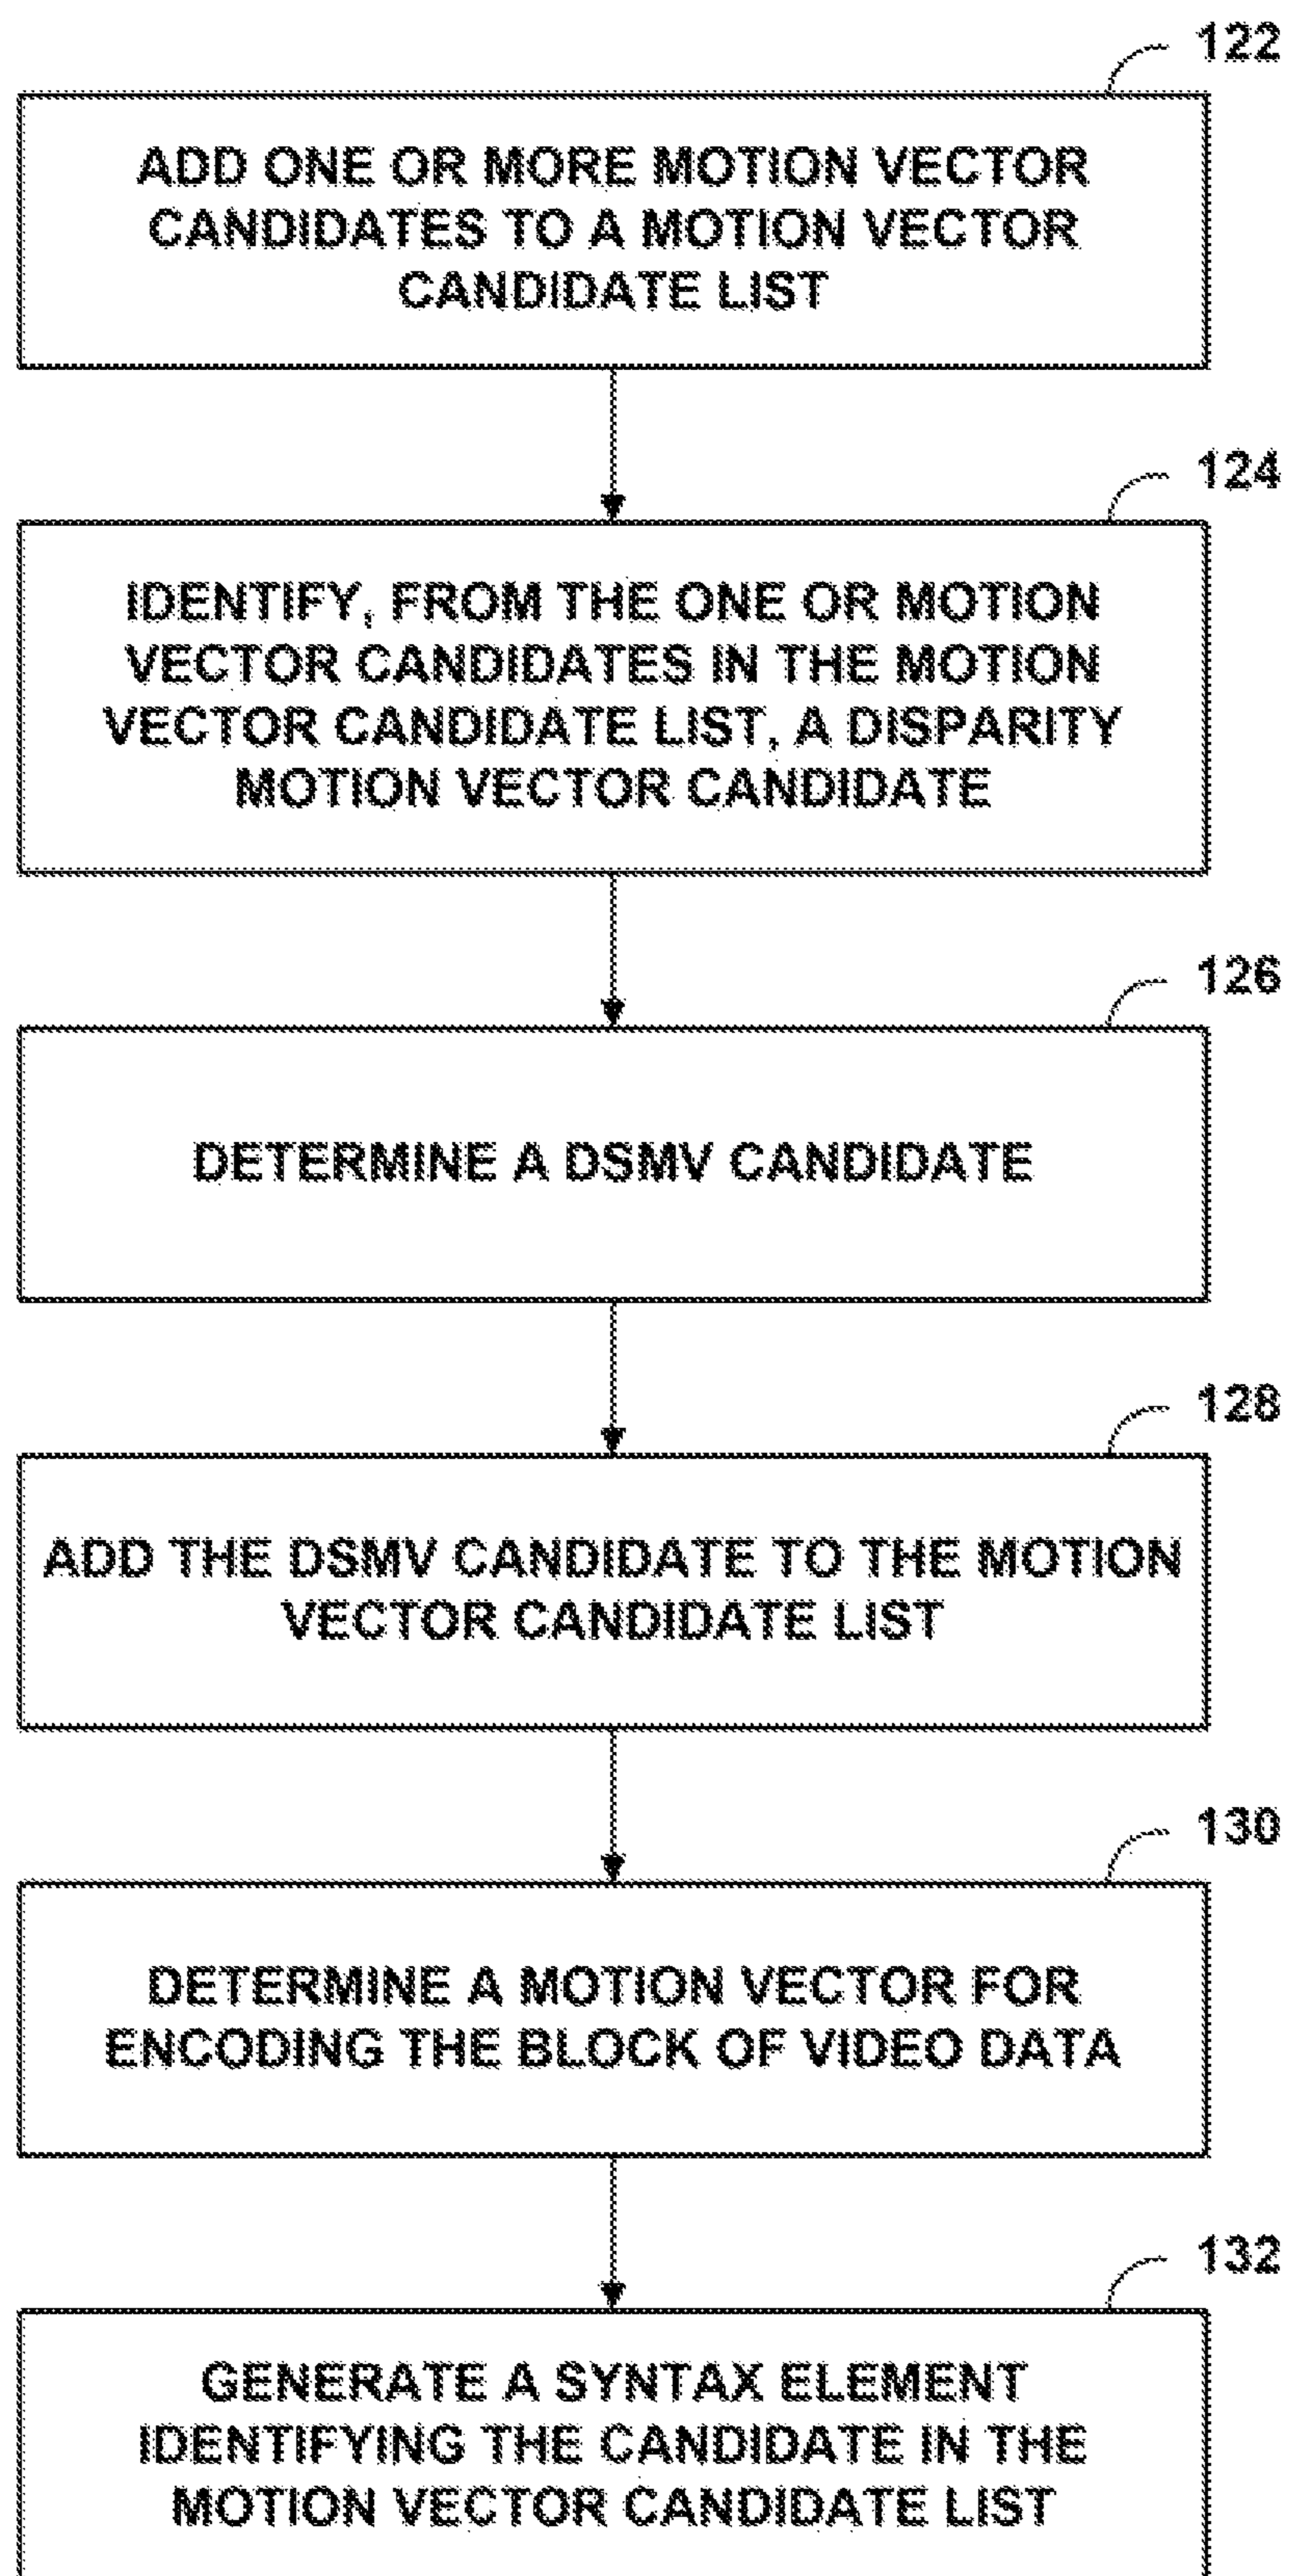 122
ADD ONE OR MORE MOTION VECTOR
CANDIDATES TO A MOTION VECTOR
CANDIDATE LIST
124
IDENTIFY, FROM THE ONE OR MOTION
VECTOR CANDIDATES IN THE MOTION
VECTOR CANDIDATE LIST, A DISPARITY
MOTION VECTOR CANDIDATE
126
DETERMINE A DSMV CANDIDATE
128
ADD THE DSMV CANDIDATE TO THE MOTION
VECTOR CANDIDATE LIST
130
DETERMINE A MOTION VECTOR FOR
ENCODING THE BLOCK OF VIDEO DATA
132
GENERATE A SYNTAX ELEMENT
IDENTIFYING THE CANDIDATE IN THE
MOTION VECTOR CANDIDATE LIST